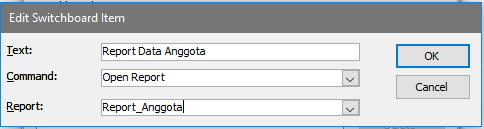 Edit Switchboard Item
Text: Report Data Anggota
OK
Command: Open Report
Cancel
Report: Report_Anggota